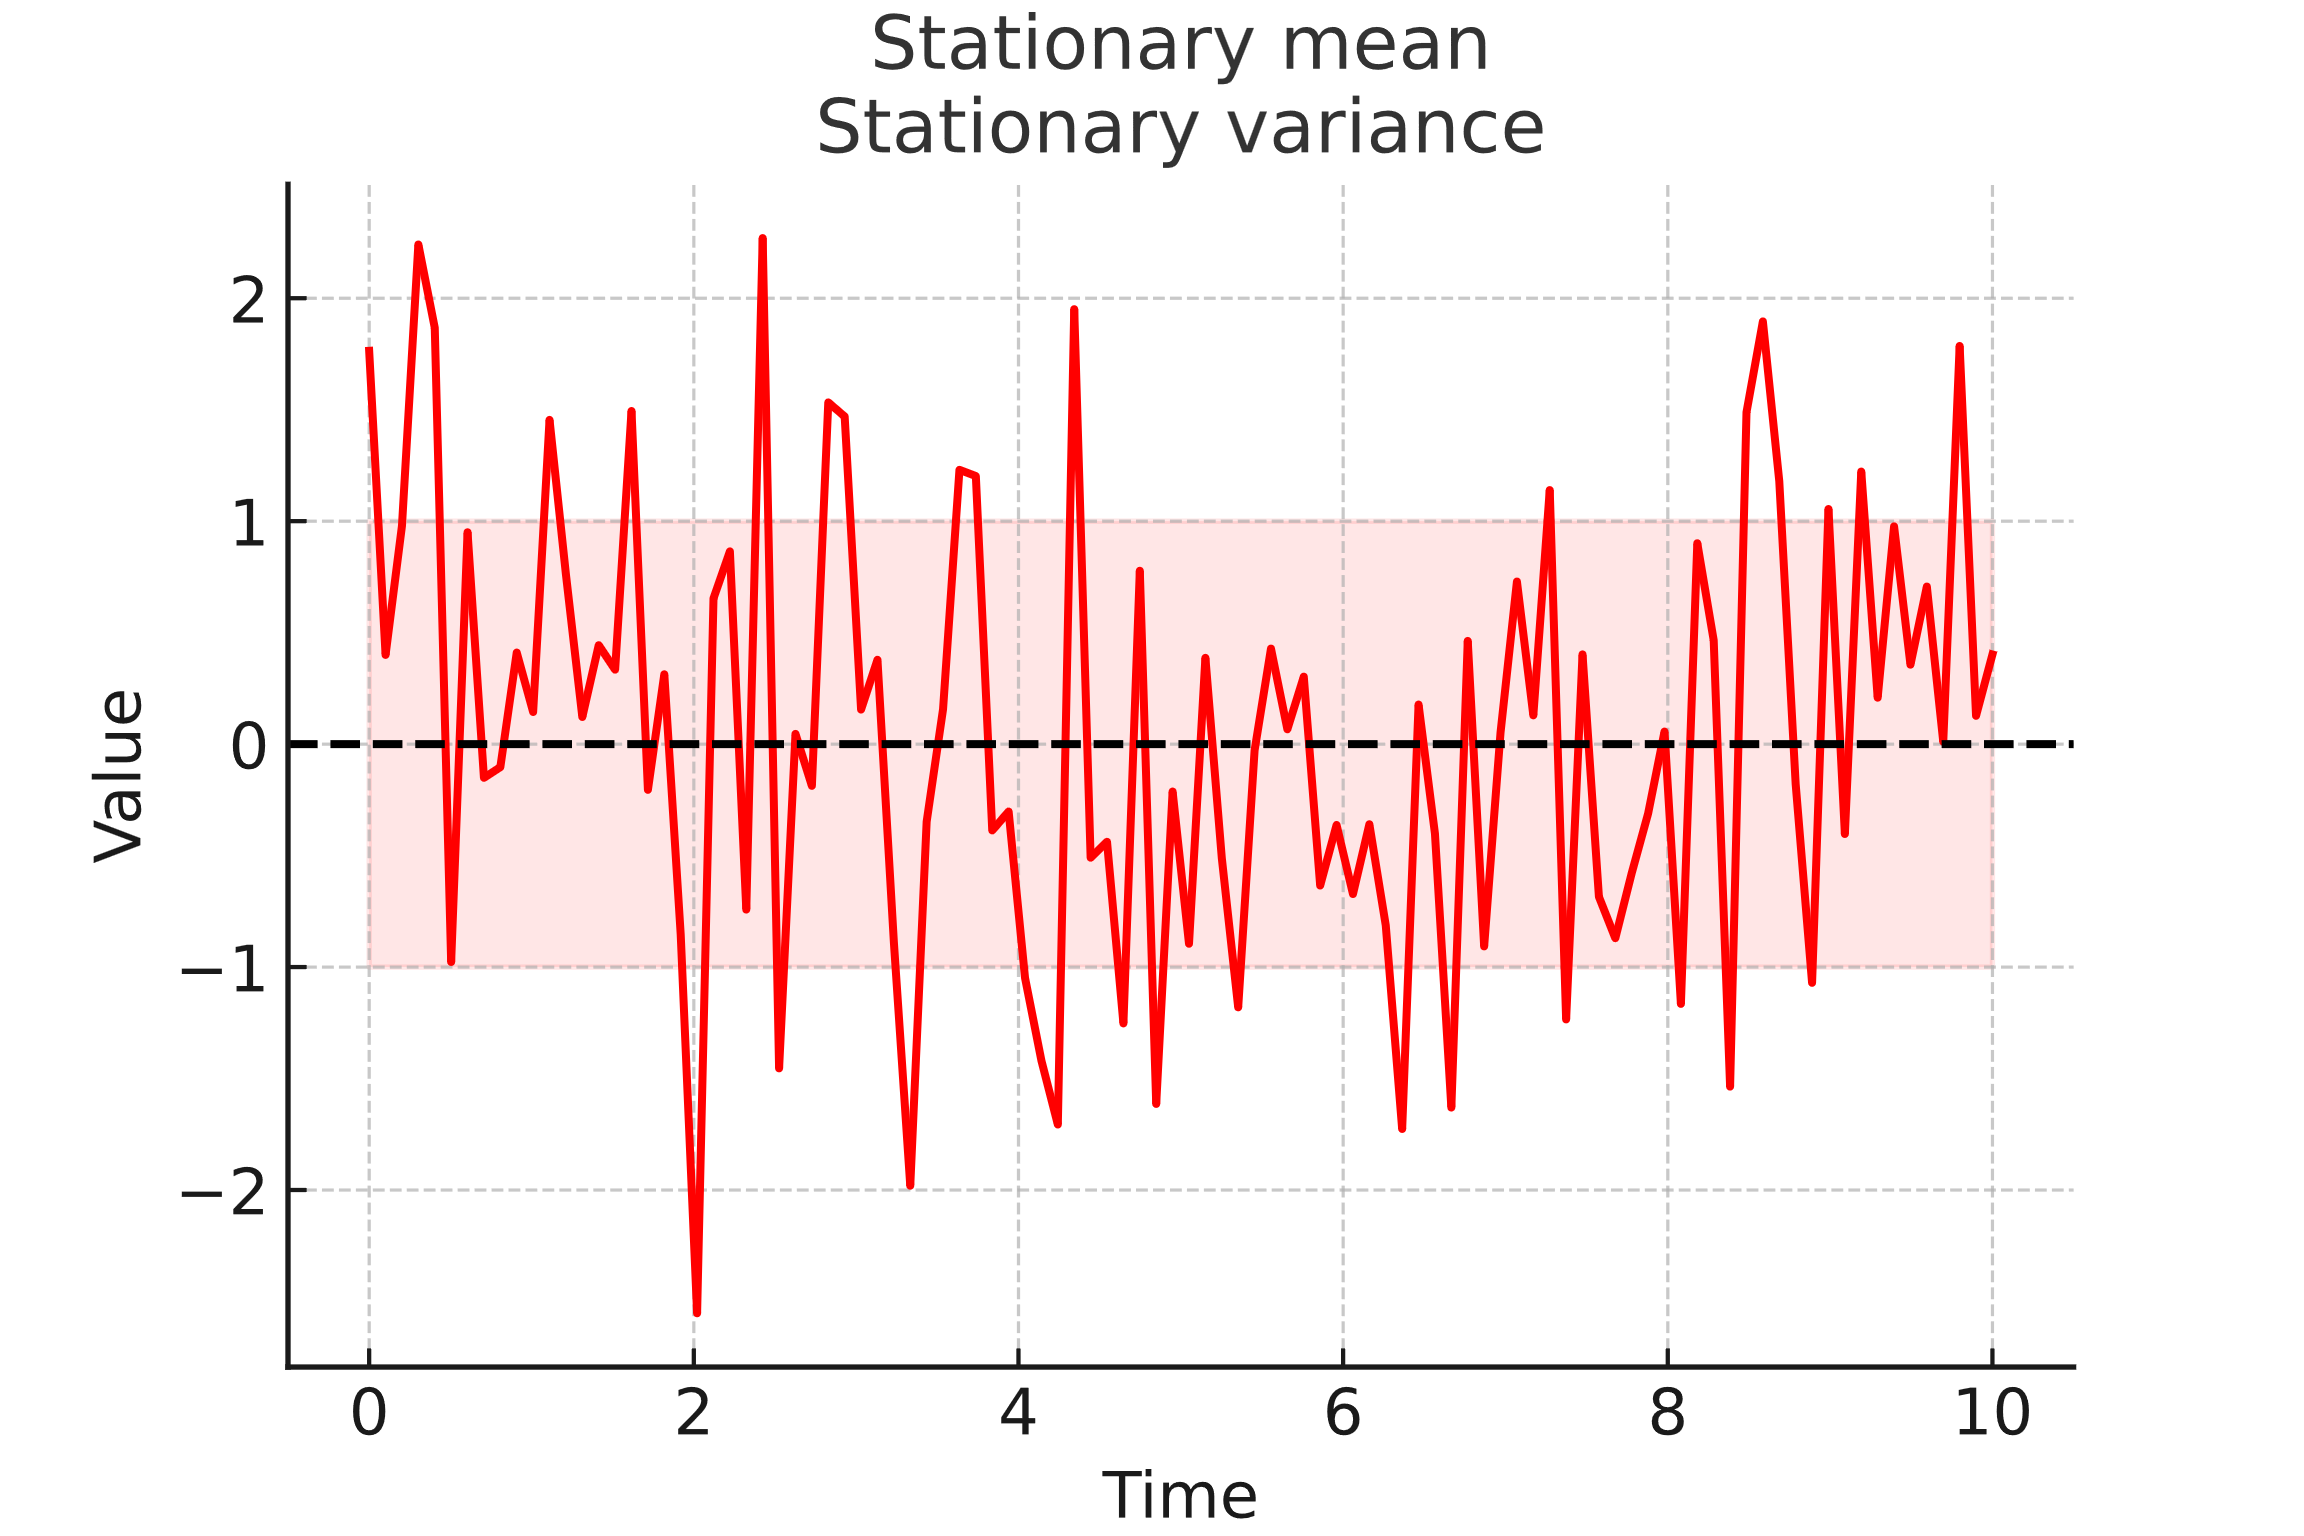 Stationary mean
Stationary variance
2
1
0
−1
−2
Value
0 2 4 6 8 10
Time